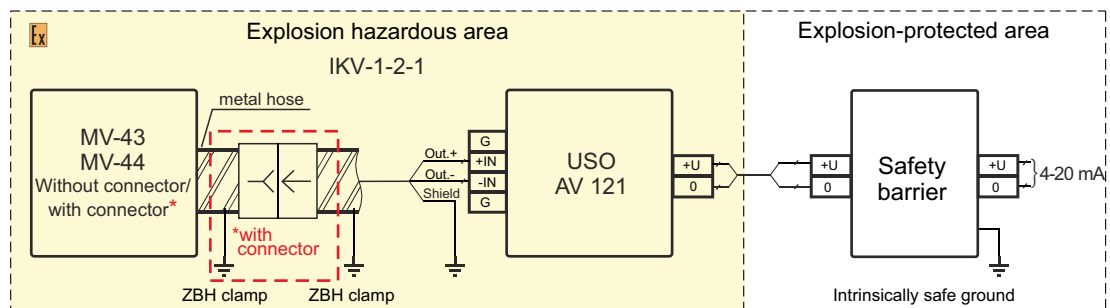 Ex
Explosion hazardous area
Explosion-protected area
IKV-1-2-1
metal hose
MV-43
MV-44
Without connector/
with connector*
*with
connector
ZBH clamp
ZBH clamp
Out.+
Out.-
Shield
G
+IN
-IN
G
USO
AV 121
+U
0
+U
0
Safety
barrier
+U
0
4-20 mA
Intrinsically safe ground